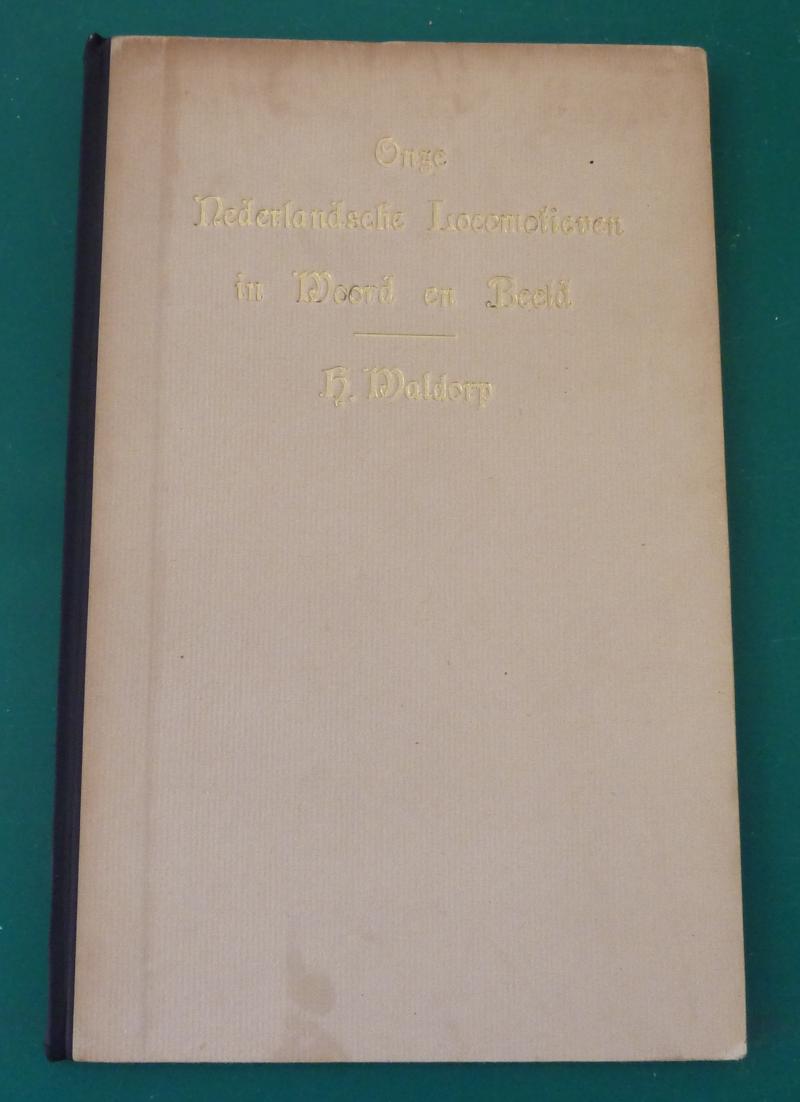 Onze
Nederlandsche Locomotieven
in Woord en Beeld
H. Waldorp